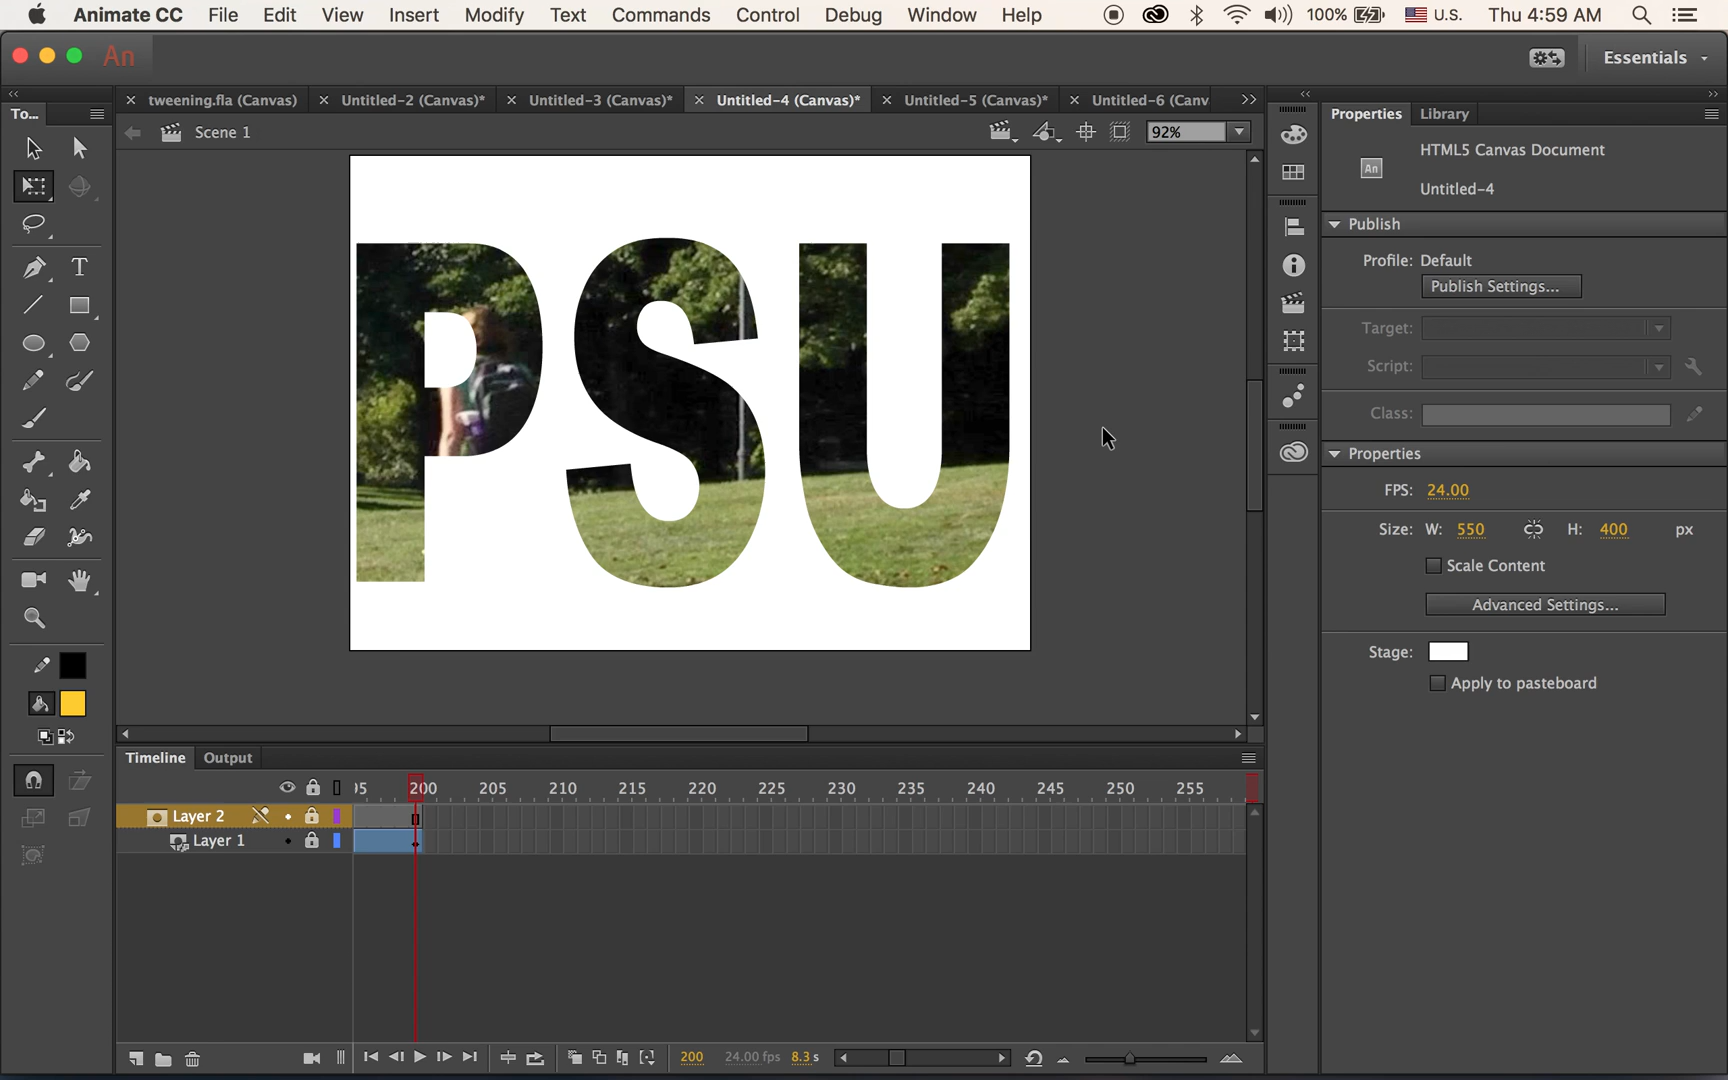 Animate CC File Edit View Insert Modify Text Commands Control Debug Window Help 100% U.S. Thu 4:59 AM
An Essentials
To... × tweening.fla (Canvas) × Untitled-2 (Canvas)* × Untitled-3 (Canvas)* × Untitled-4 (Canvas)* × Untitled-5 (Canvas)* × Untitled-6 (Canv
Scene 1 92%
PSU
Properties Library
HTML5 Canvas Document
An
Untitled-4
Publish
Profile: Default
Publish Settings...
Target:
Script:
Class:
Properties
FPS: 24.00
Size: W: 550 H: 400 px
Scale Content
Advanced Settings...
Stage:
Apply to pasteboard
Timeline Output
95 200 205 210 215 220 225 230 235 240 245 250 255
Layer 2
Layer 1
200 24.00 fps 8.3 s